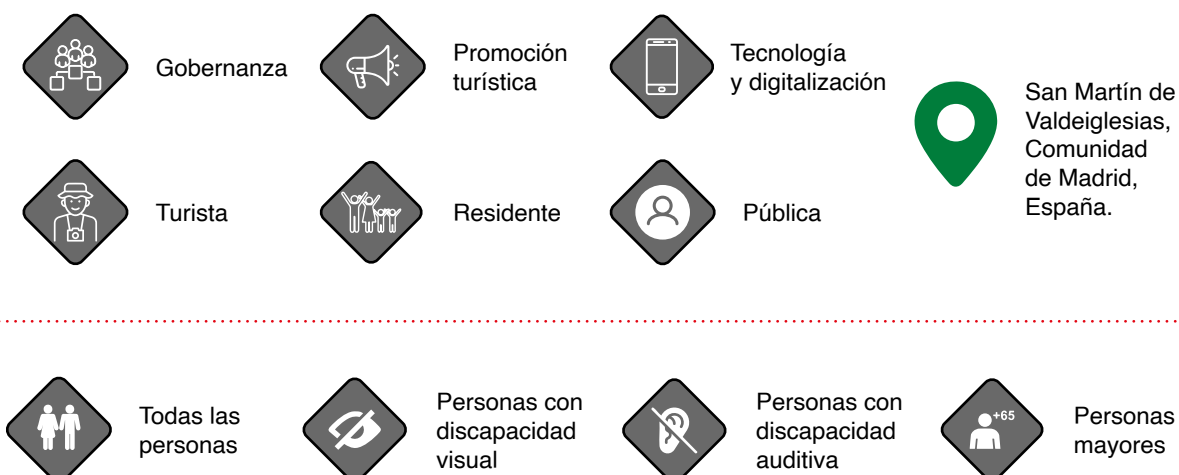 Gobernanza
Promoción
turística
Tecnología
y digitalización
San Martín de
Valdeiglesias,
Comunidad
de Madrid,
España.
Turista
Residente
Pública
Todas las
personas
Personas con
discapacidad
visual
Personas con
discapacidad
auditiva
+65
Personas
mayores